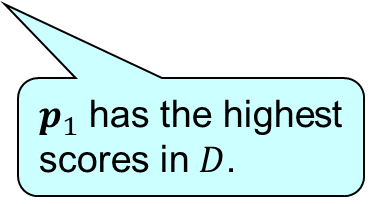 𝒑₁ has the highest
scores in 𝐷.